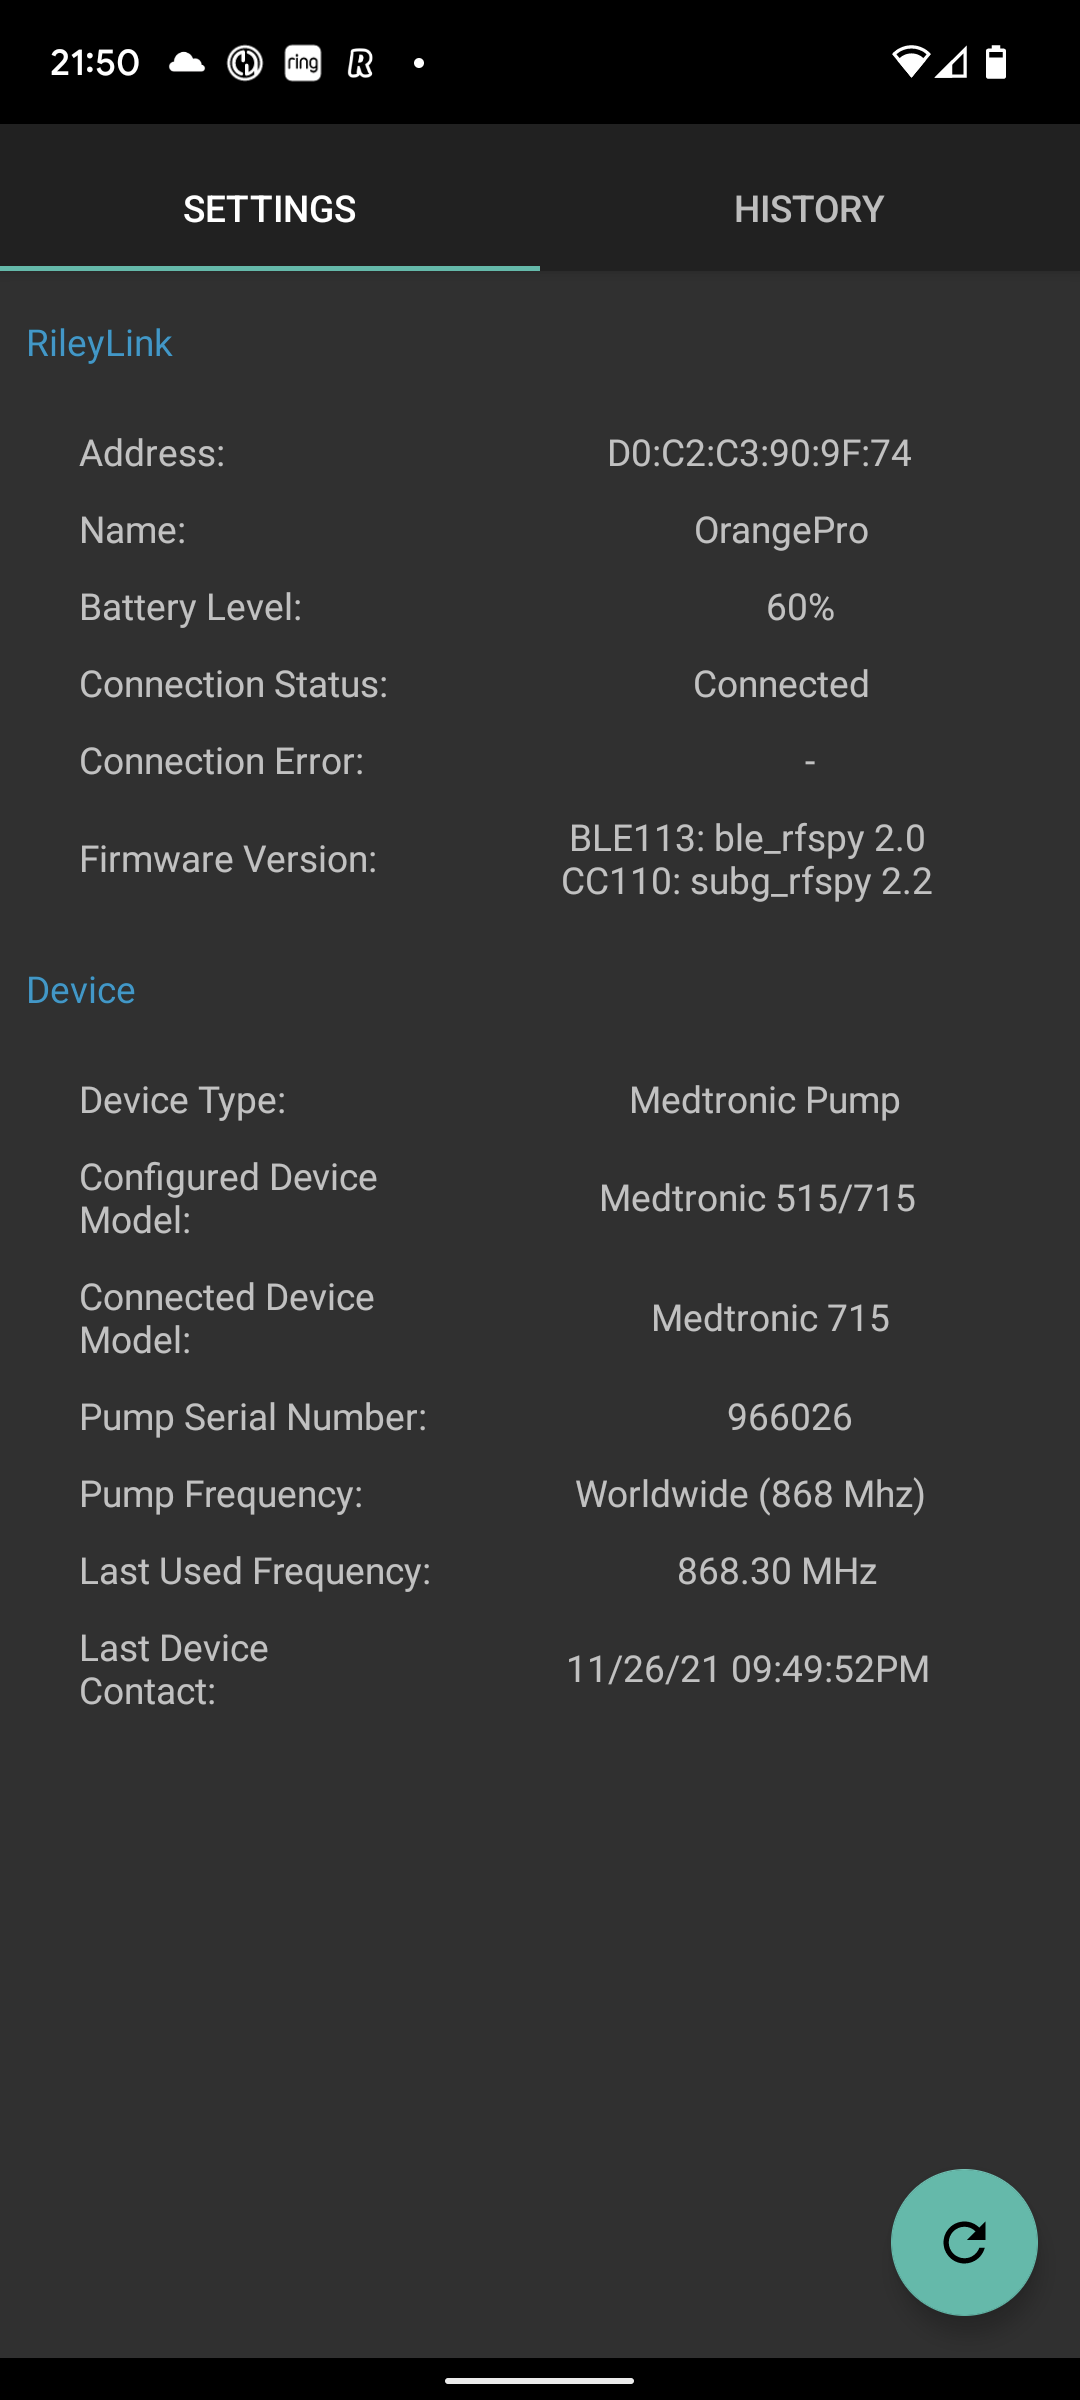 21:50
ring
R
SETTINGS HISTORY
RileyLink
Address: D0:C2:C3:90:9F:74
Name: OrangePro
Battery Level: 60%
Connection Status: Connected
Connection Error: -
Firmware Version: BLE113: ble_rfspy 2.0
CC110: subg_rfspy 2.2
Device
Device Type: Medtronic Pump
Configured Device
Model: Medtronic 515/715
Connected Device
Model: Medtronic 715
Pump Serial Number: 966026
Pump Frequency: Worldwide (868 Mhz)
Last Used Frequency: 868.30 MHz
Last Device
Contact: 11/26/21 09:49:52PM